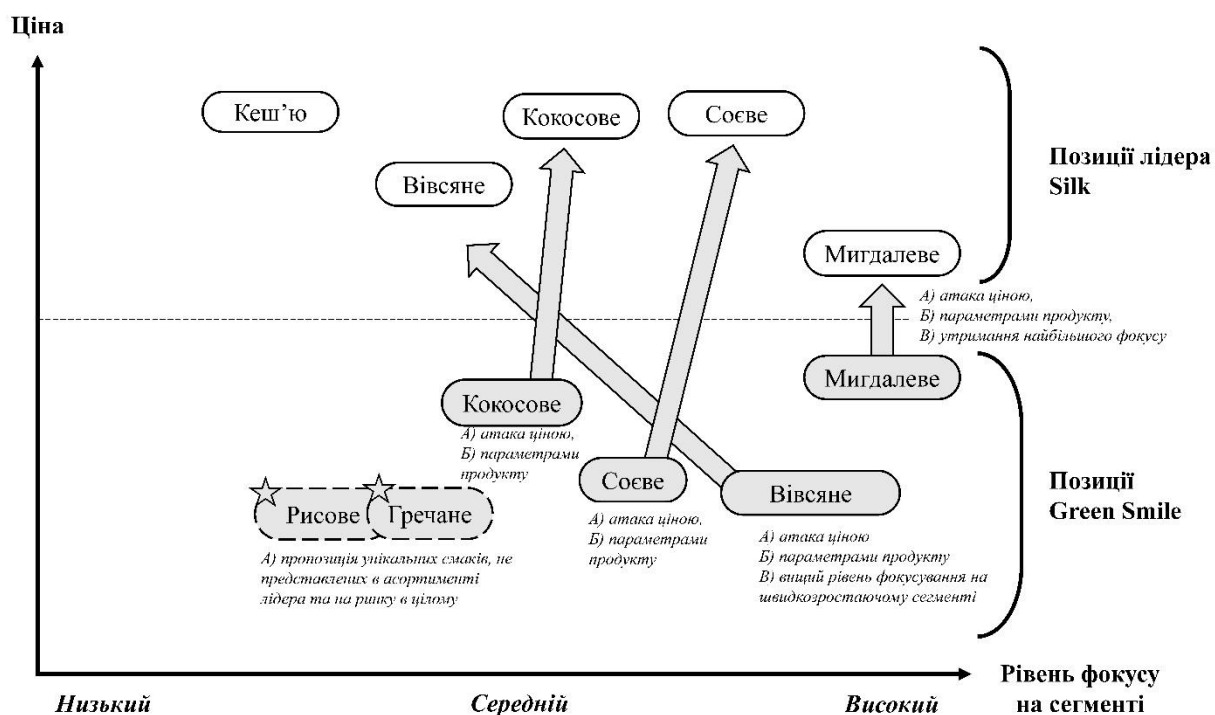 Ціна
Кеш’ю
Кокосове
Соєве
Вівсяне
Позиції лідера
Silk
Мигдалеве
А) атака ціною,
Б) параметрами продукту,
В) утримання найбільшого фокусу
Мигдалеве
Кокосове
А) атака ціною,
Б) параметрами
продукту
Соєве
А) атака ціною,
Б) параметрами
продукту
Вівсяне
А) атака ціною
Б) параметрами продукту
В) вищий рівень фокусування на
швидкозростаючому сегменті
Рисове
Гречане
А) пропозиція унікальних смаків, не
представлених в асортименті
лідера та на ринку в цілому
Позиції
Green Smile
Низький
Середній
Високий
Рівень фокусу
на сегменті